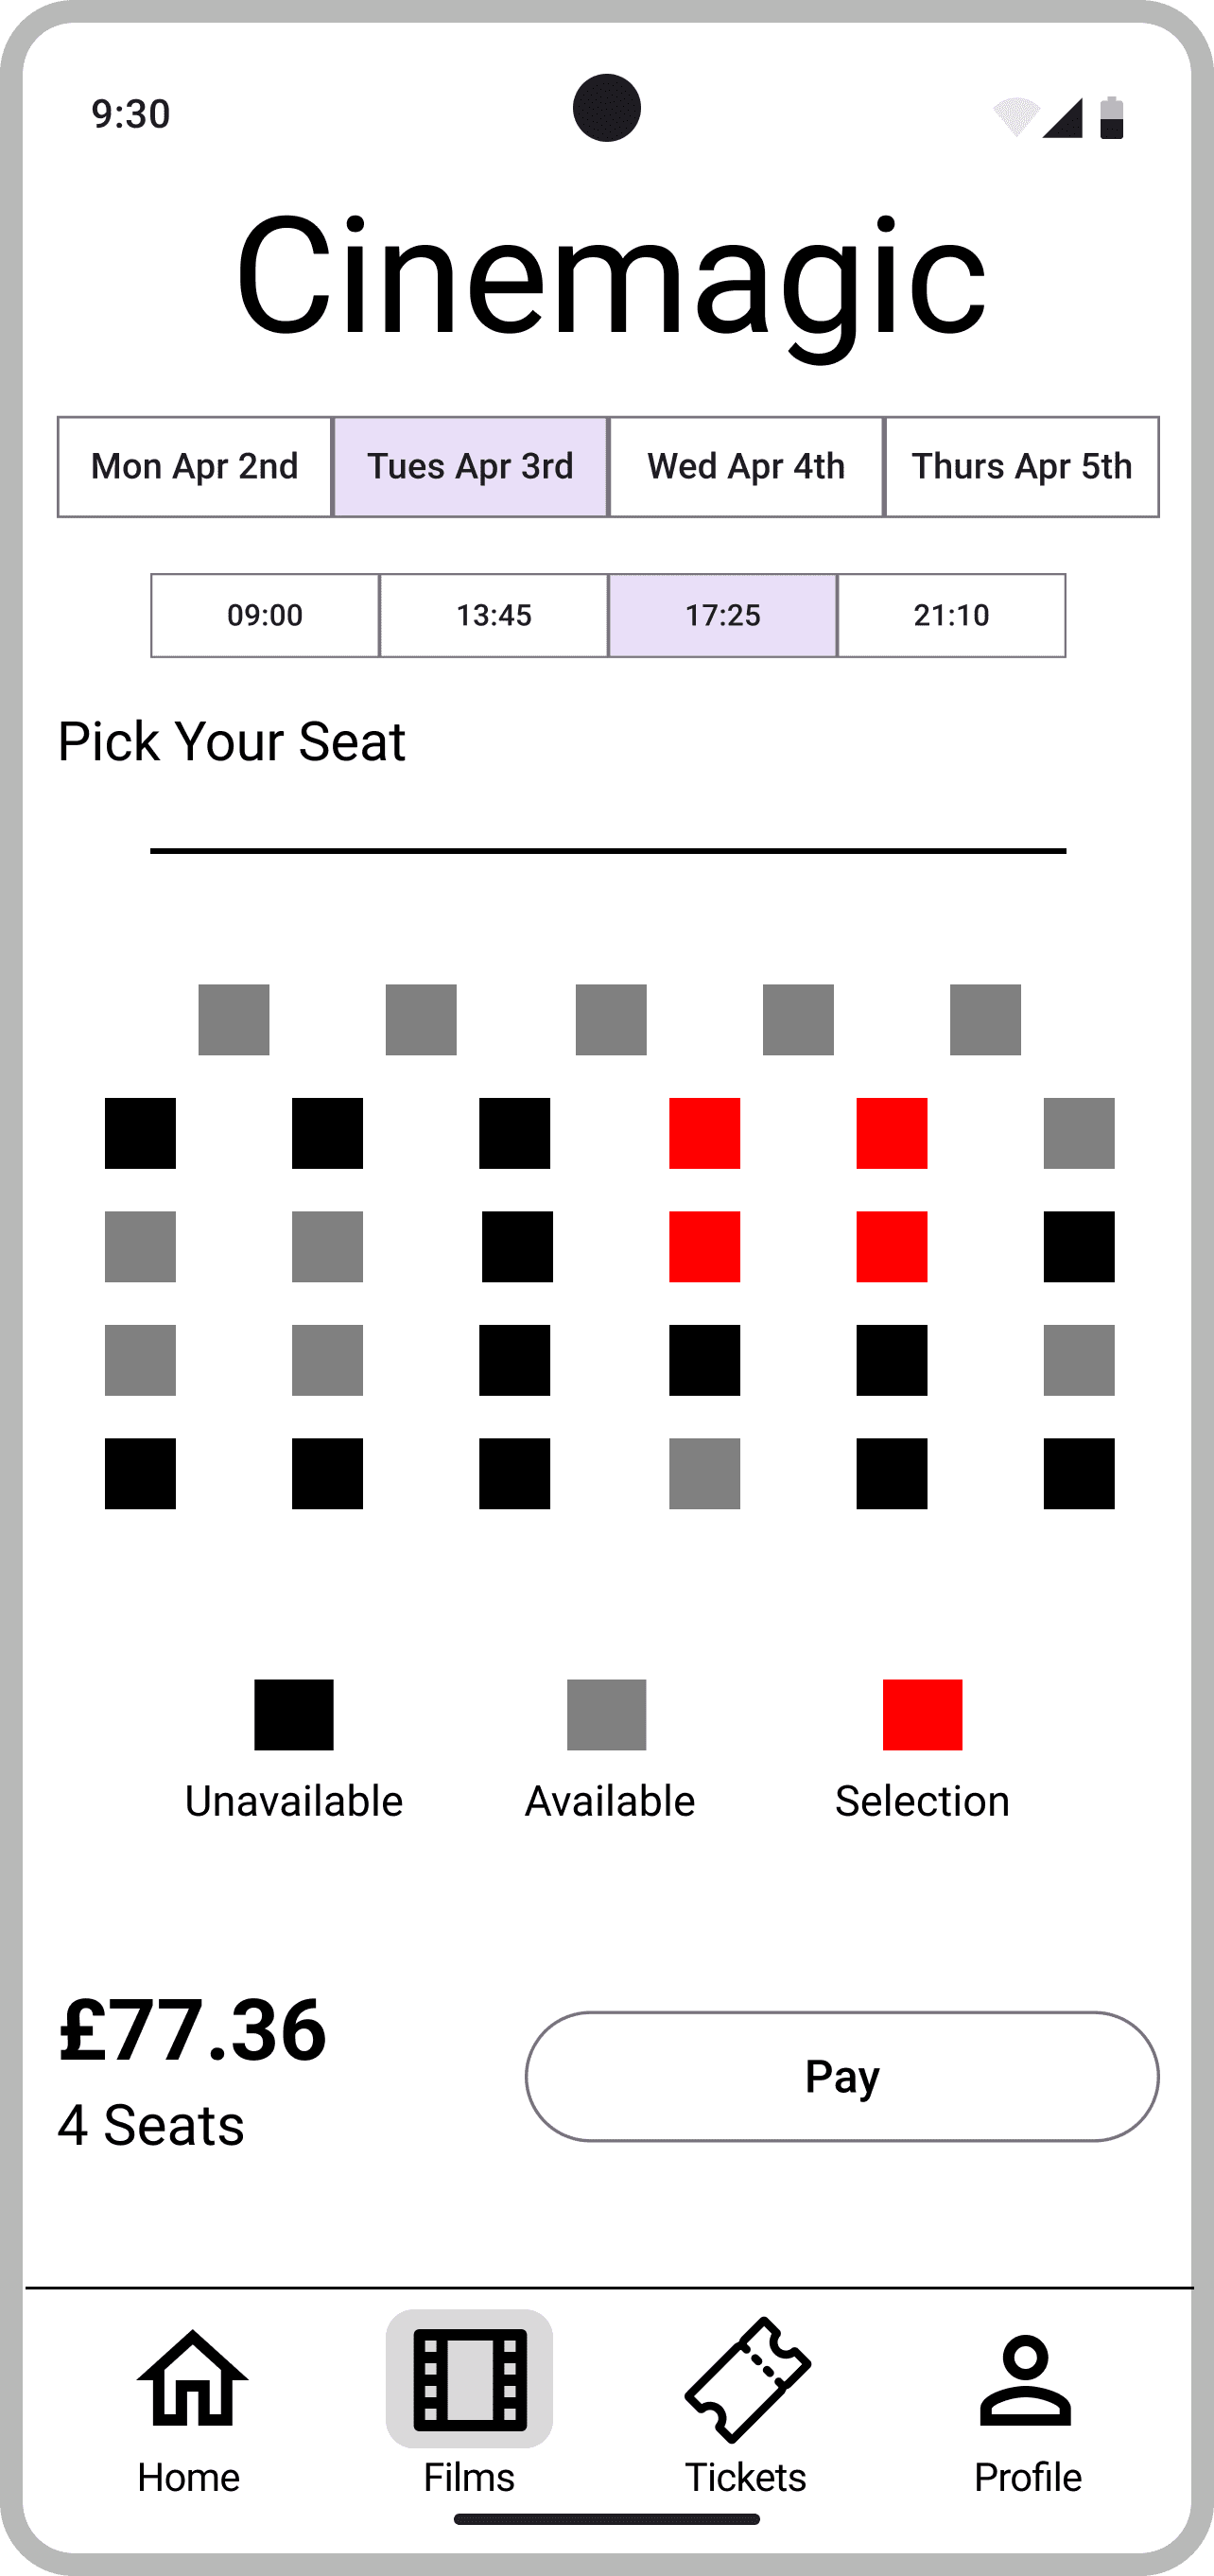 9:30
Cinemagic
Mon Apr 2nd Tues Apr 3rd Wed Apr 4th Thurs Apr 5th
09:00 13:45 17:25 21:10
Pick Your Seat
Unavailable Available Selection
£77.36
4 Seats
Pay
Home Films Tickets Profile